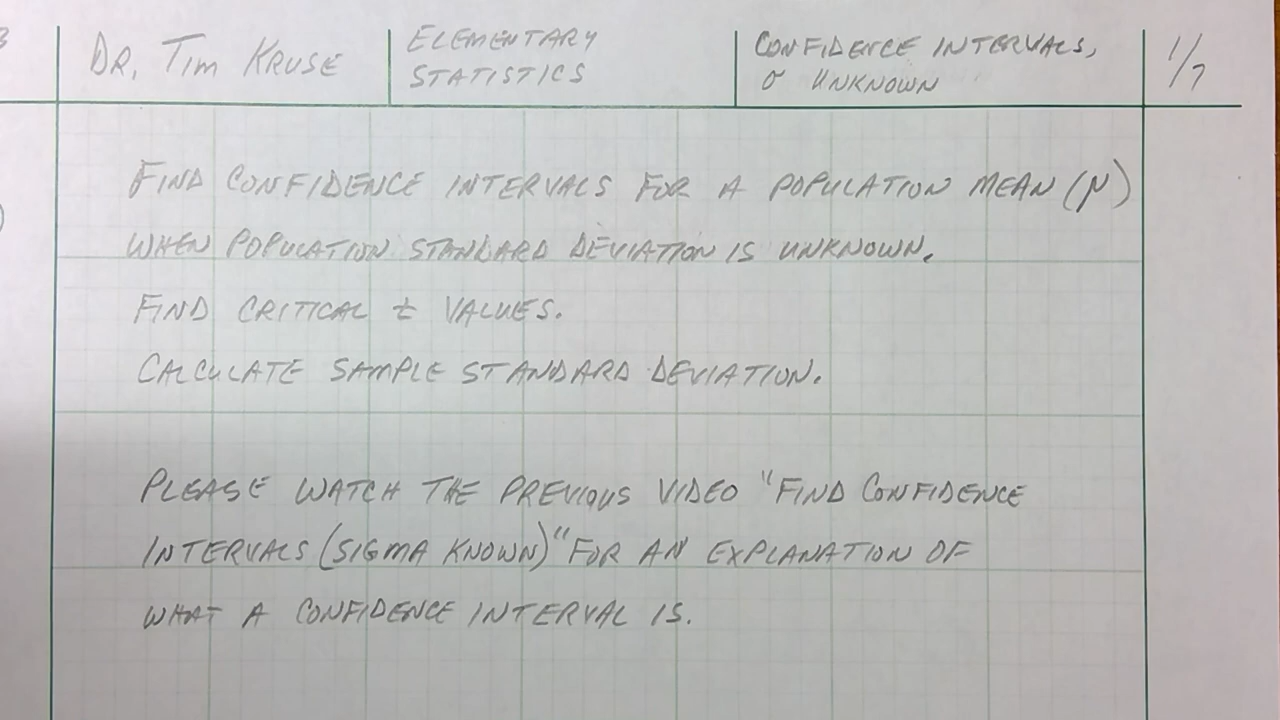 3
DR. TIM KRUSE
ELEMENTARY
STATISTICS
CONFIDENCE INTERVALS,
σ UNKNOWN
1/7
FIND CONFIDENCE INTERVALS FOR A POPULATION MEAN (μ)
WHEN POPULATION STANDARD DEVIATION IS UNKNOWN.
FIND CRITICAL t VALUES.
CALCULATE SAMPLE STANDARD DEVIATION.
PLEASE WATCH THE PREVIOUS VIDEO "FIND CONFIDENCE
INTERVALS (SIGMA KNOWN)" FOR AN EXPLANATION OF
WHAT A CONFIDENCE INTERVAL IS.